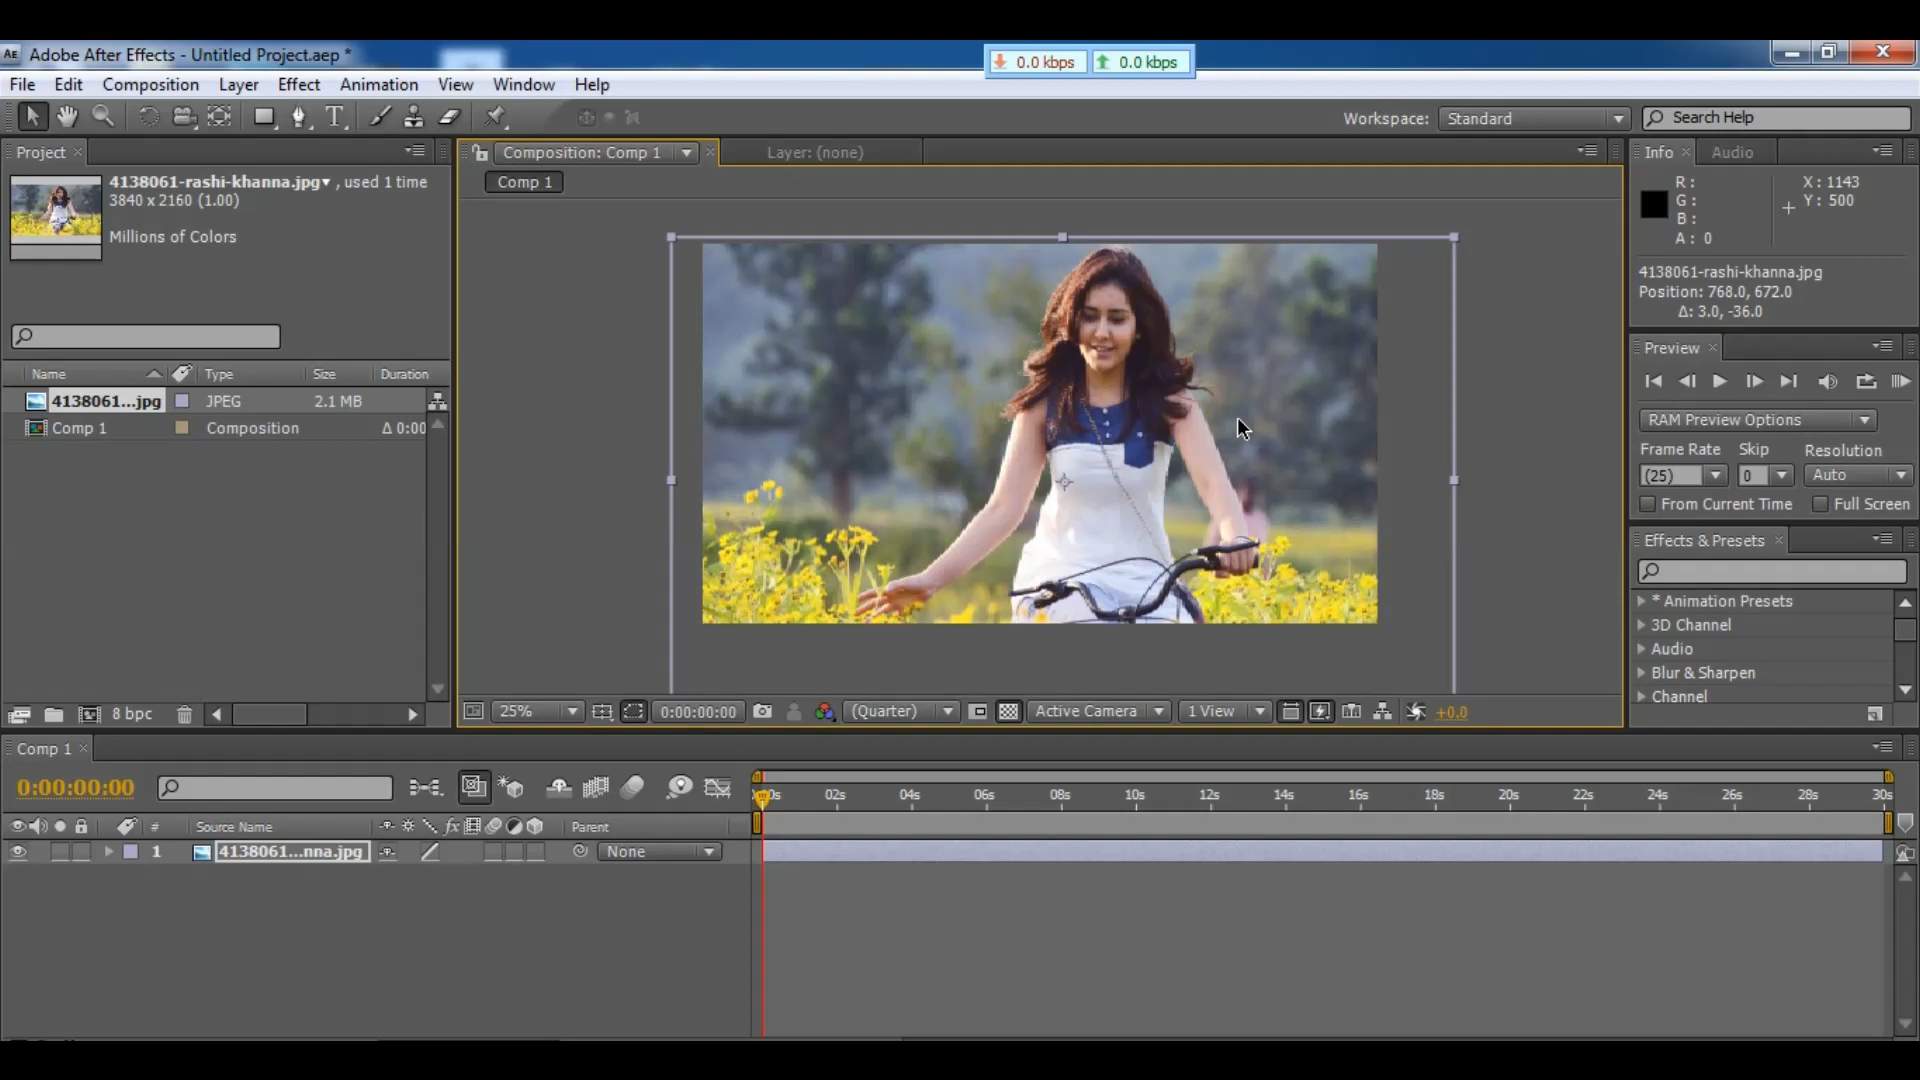 AE Adobe After Effects - Untitled Project.aep *
0.0 kbps 0.0 kbps
File Edit Composition Layer Effect Animation View Window Help
Workspace: Standard Search Help
Project
4138061-rashi-khanna.jpg , used 1 time
3840 x 2160 (1.00)
Millions of Colors
Name Type Size Duration
4138061...jpg JPEG 2.1 MB
Comp 1 Composition Δ 0:00
8 bpc
Composition: Comp 1 Layer: (none)
Comp 1
25% 0:00:00:00 (Quarter) Active Camera 1 View +0.0
Info Audio
R : X : 1143
G : Y : 500
B :
A : 0
4138061-rashi-khanna.jpg
Position: 768.0, 672.0
Δ: 3.0, -36.0
Preview
RAM Preview Options
Frame Rate Skip Resolution
(25) 0 Auto
From Current Time Full Screen
Effects & Presets
* Animation Presets
3D Channel
Audio
Blur & Sharpen
Channel
Comp 1
0:00:00:00
02s 04s 06s 08s 10s 12s 14s 16s 18s 20s 22s 24s 26s 28s 30s
# Source Name fx Parent
1 4138061...nna.jpg None